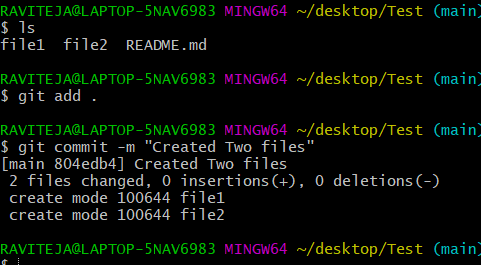 RAVITEJA@LAPTOP-5NAV6983 MINGW64 ~/desktop/Test (main)
$ ls
file1  file2  README.md
RAVITEJA@LAPTOP-5NAV6983 MINGW64 ~/desktop/Test (main)
$ git add .
RAVITEJA@LAPTOP-5NAV6983 MINGW64 ~/desktop/Test (main)
$ git commit -m "Created Two files"
[main 804edb4] Created Two files
 2 files changed, 0 insertions(+), 0 deletions(-)
 create mode 100644 file1
 create mode 100644 file2
RAVITEJA@LAPTOP-5NAV6983 MINGW64 ~/desktop/Test (main)
$